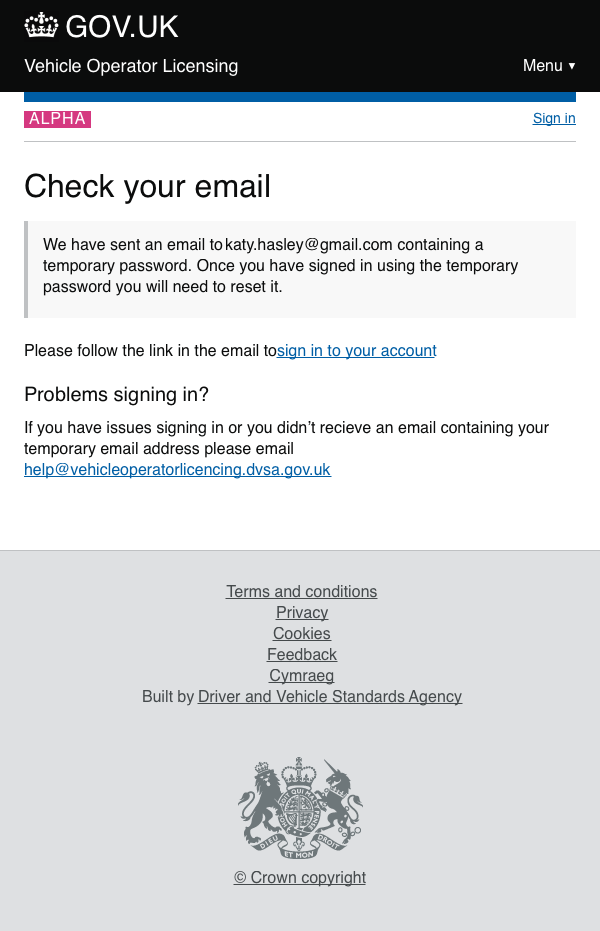 GOV.UK
Vehicle Operator Licensing
Menu ▼
ALPHA
Sign in
Check your email
We have sent an email to katy.hasley@gmail.com containing a
temporary password. Once you have signed in using the temporary
password you will need to reset it.
Please follow the link in the email tosign in to your account
Problems signing in?
If you have issues signing in or you didn’t recieve an email containing your
temporary email address please email
help@vehicleoperatorlicencing.dvsa.gov.uk
Terms and conditions
Privacy
Cookies
Feedback
Cymraeg
Built by Driver and Vehicle Standards Agency
DIEU ET MON DROIT
© Crown copyright